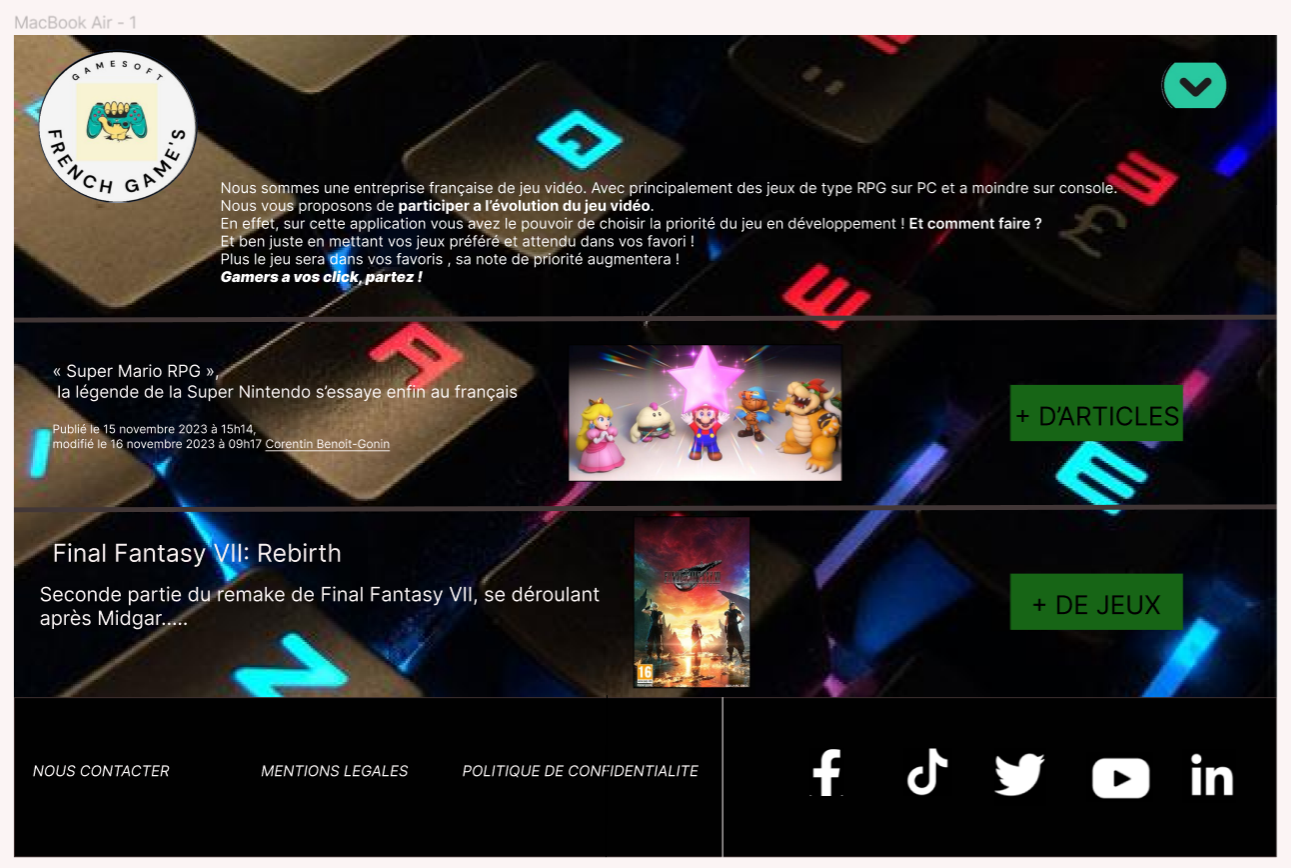 MacBook Air - 1
GAMESOFT
FRENCH GAME'S
Nous sommes une entreprise française de jeu vidéo. Avec principalement des jeux de type RPG sur PC et a moindre sur console.
Nous vous proposons de participer a l'évolution du jeu vidéo.
En effet, sur cette application vous avez le pouvoir de choisir la priorité du jeu en développement ! Et comment faire ?
Et ben juste en mettant vos jeux préféré et attendu dans vos favori !
Plus le jeu sera dans vos favoris , sa note de priorité augmentera !
Gamers a vos click, partez !
« Super Mario RPG »,
la légende de la Super Nintendo s'essaye enfin au français
Publié le 15 novembre 2023 à 15h14,
modifié le 16 novembre 2023 à 09h17 Corentin Benoit-Gonin
+ D'ARTICLES
Final Fantasy VII: Rebirth
Seconde partie du remake de Final Fantasy VII, se déroulant
après Midgar.....
16
+ DE JEUX
NOUS CONTACTER
MENTIONS LEGALES
POLITIQUE DE CONFIDENTIALITE